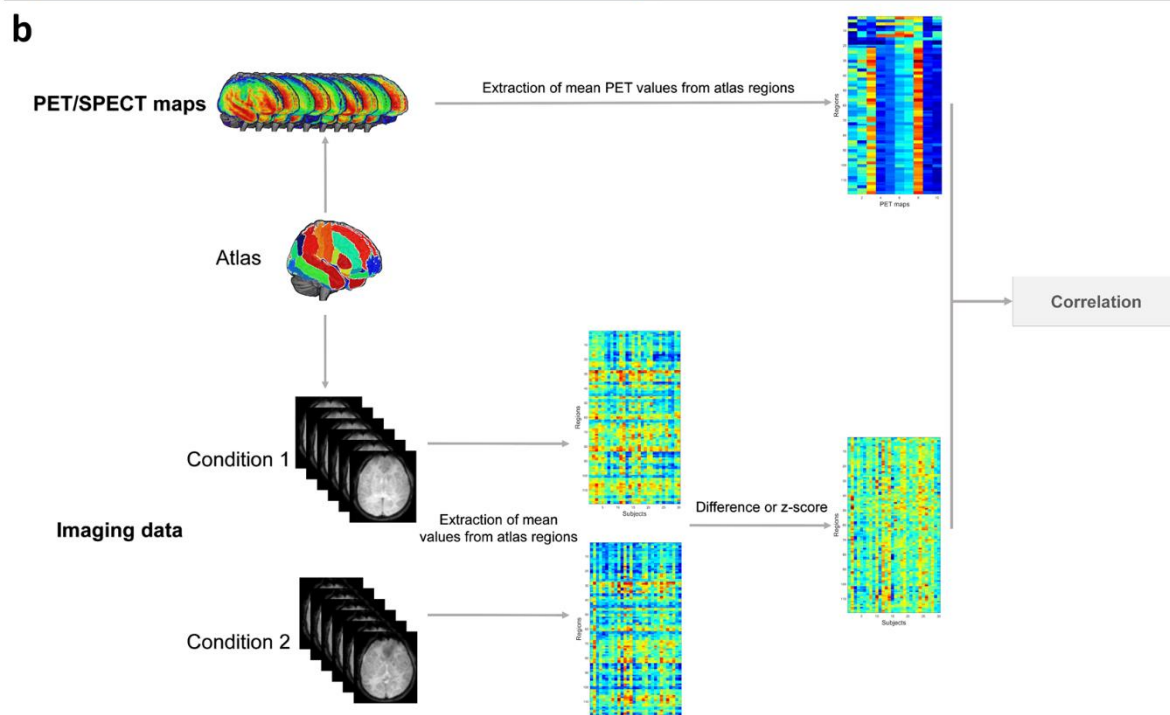 b
PET/SPECT maps
Extraction of mean PET values from atlas regions
Regions
PET maps
Atlas
Correlation
Condition 1
Regions
Subjects
Imaging data
Extraction of mean
values from atlas regions
Difference or z-score
Regions
Subjects
Condition 2
Regions